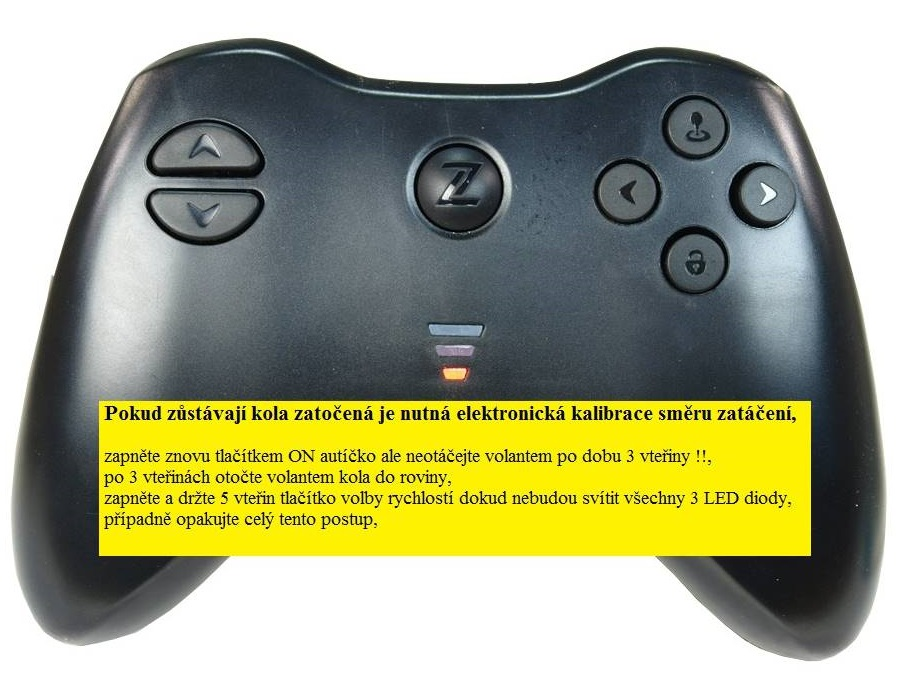 Z
Pokud zůstávají kola zatočená je nutná elektronická kalibrace směru zatáčení,
zapněte znovu tlačítkem ON autíčko ale neotáčejte volantem po dobu 3 vteřiny !!,
po 3 vteřinách otočte volantem kola do roviny,
zapněte a držte 5 vteřin tlačítko volby rychlostí dokud nebudou svítit všechny 3 LED diody,
případně opakujte celý tento postup,